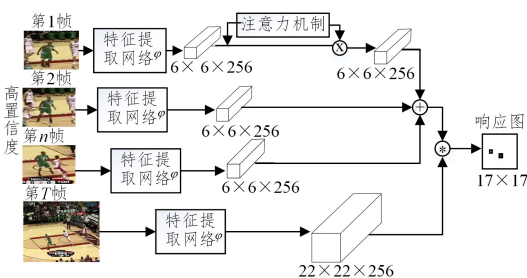 第1帧
特征提
取网络φ
注意力机制
X
6×6×256
6×6×256
第2帧
特征提
取网络φ
6×6×256
高置信度
第n帧
特征提
取网络φ
6×6×256
+
*
响应图
17×17
第T帧
特征提
取网络φ
22×22×256